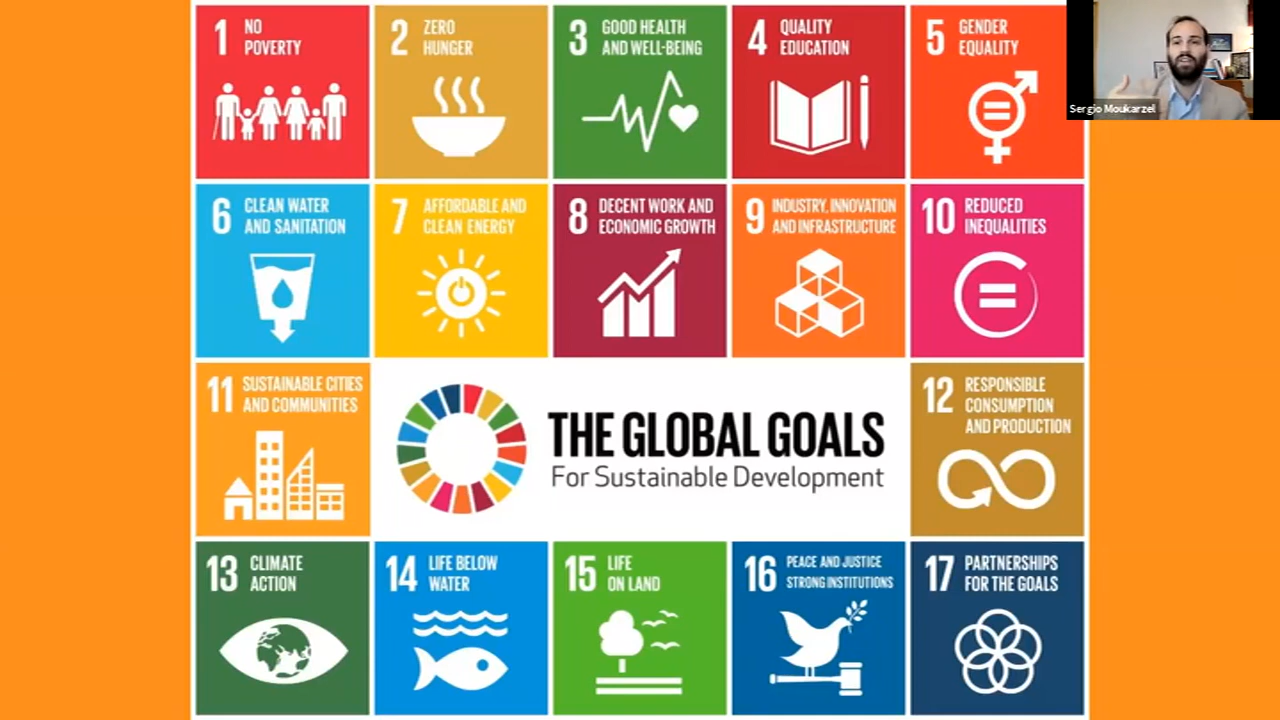 1 NO
POVERTY
2 ZERO
HUNGER
3 GOOD HEALTH
AND WELL-BEING
4 QUALITY
EDUCATION
5 GENDER
EQUALITY
Sergio Moukarzel
6 CLEAN WATER
AND SANITATION
7 AFFORDABLE AND
CLEAN ENERGY
8 DECENT WORK AND
ECONOMIC GROWTH
9 INDUSTRY, INNOVATION
AND INFRASTRUCTURE
10 REDUCED
INEQUALITIES
11 SUSTAINABLE CITIES
AND COMMUNITIES
THE GLOBAL GOALS
For Sustainable Development
12 RESPONSIBLE
CONSUMPTION
AND PRODUCTION
13 CLIMATE
ACTION
14 LIFE BELOW
WATER
15 LIFE
ON LAND
16 PEACE AND JUSTICE
STRONG INSTITUTIONS
17 PARTNERSHIPS
FOR THE GOALS